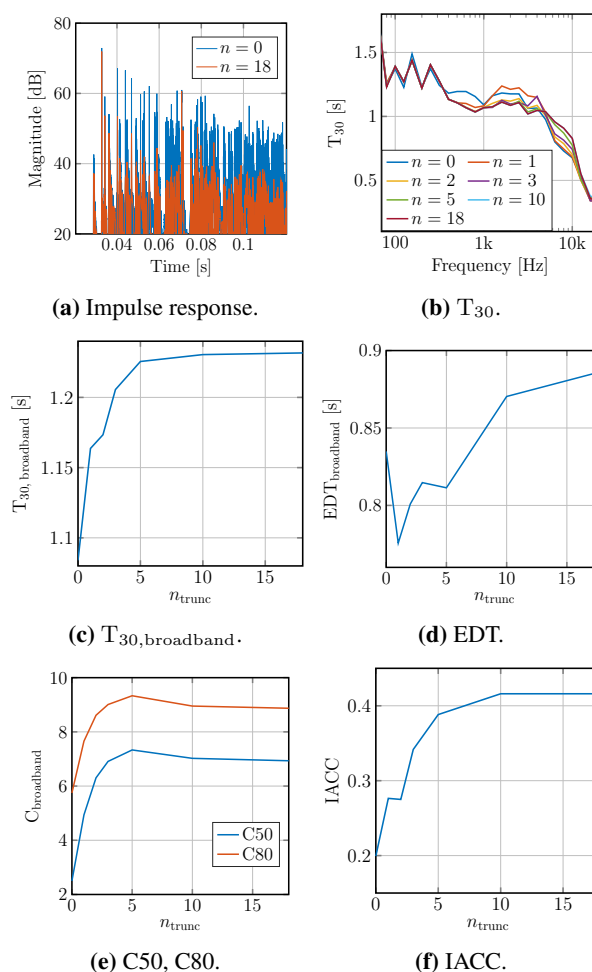 80
60
40
20
Magnitude [dB]
n = 0
n = 18
0.04 0.06 0.08 0.1
Time [s]
(a) Impulse response.
1.5
1
0.5
T30 [s]
n = 0 n = 1
n = 2 n = 3
n = 5 n = 10
n = 18
100 1k 10k
Frequency [Hz]
(b) T30.
1.2
1.15
1.1
T30, broadband [s]
0 5 10 15
ntrunc
(c) T30,broadband.
0.9
0.85
0.8
EDTbroadband [s]
0 5 10 15
ntrunc
(d) EDT.
10
8
6
4
2
Cbroadband
C50
C80
0 5 10 15
ntrunc
(e) C50, C80.
0.4
0.3
0.2
IACC
0 5 10 15
ntrunc
(f) IACC.